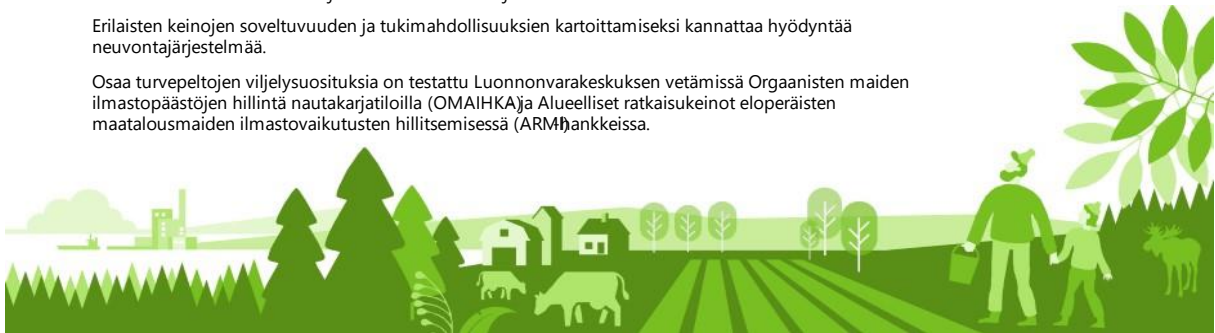 Erilaisten keinojen soveltuvuuden ja tukimahdollisuuksien kartoittamiseksi kannattaa hyödyntää
neuvontajärjestelmää.
Osaa turvepeltojen viljelysuosituksia on testattu Luonnonvarakeskuksen vetämissä Orgaanisten maiden
ilmastopäästöjen hillintä nautakarjatiloilla (OMAIHKA) ja Alueelliset ratkaisukeinot eloperäisten
maatalousmaiden ilmastovaikutusten hillitsemisessä (ARMI)-hankkeissa.